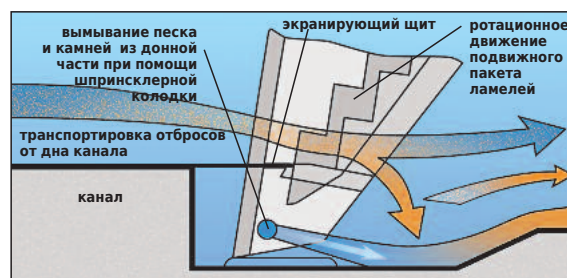 вымывание песка
и камней из донной
части при помощи
шпринсклерной
колодки
экранирующий щит
ротационное
движение
подвижного
пакета
ламелей
транспортировка отбросов
от дна канала
канал